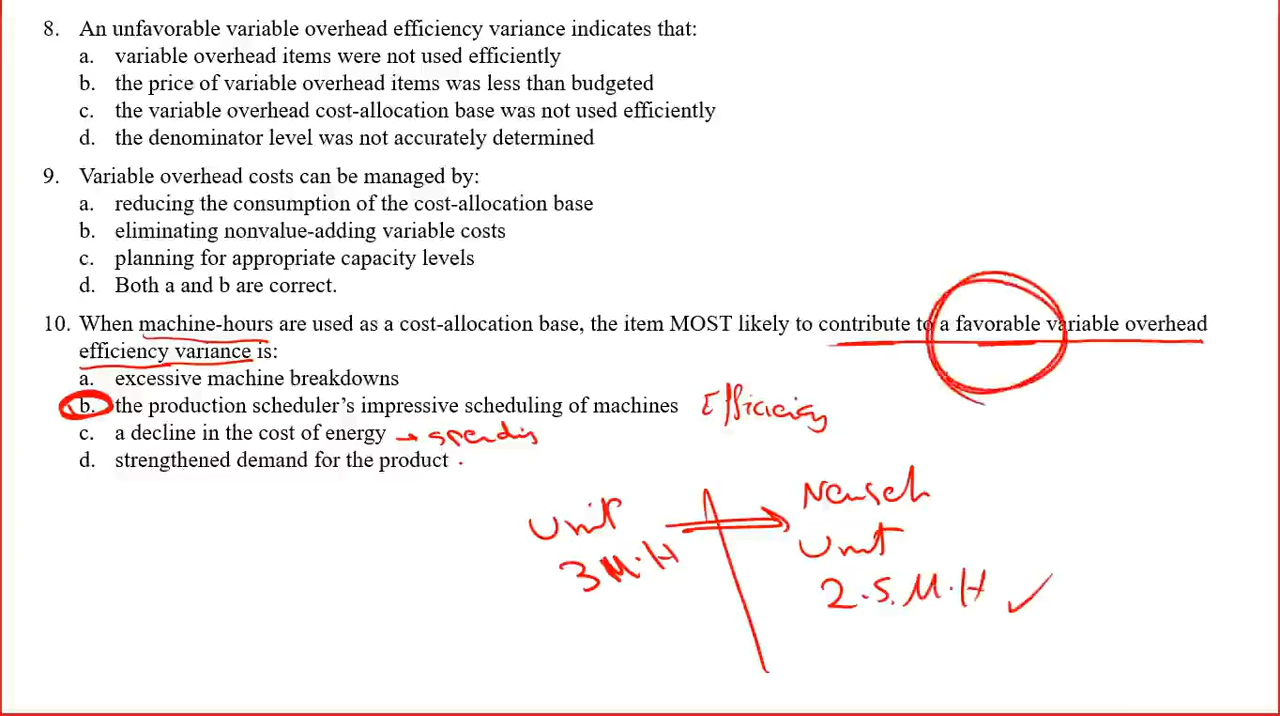 8. An unfavorable variable overhead efficiency variance indicates that:
a. variable overhead items were not used efficiently
b. the price of variable overhead items was less than budgeted
c. the variable overhead cost-allocation base was not used efficiently
d. the denominator level was not accurately determined
9. Variable overhead costs can be managed by:
a. reducing the consumption of the cost-allocation base
b. eliminating nonvalue-adding variable costs
c. planning for appropriate capacity levels
d. Both a and b are correct.
10. When machine-hours are used as a cost-allocation base, the item MOST likely to contribute to a favorable variable overhead
efficiency variance is:
a. excessive machine breakdowns
b. the production scheduler's impressive scheduling of machines Efficiency
c. a decline in the cost of energy → spending
d. strengthened demand for the product
Unit
3 M.H
Unit
2.5 M.H ✓